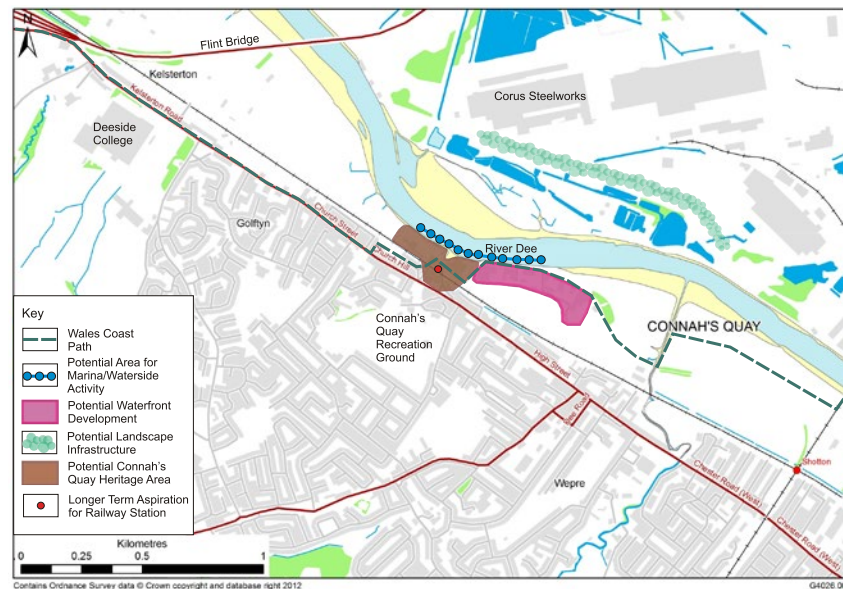 N
Flint Bridge
Kelsterton
Kelsterton Road
Deeside
College
Corus Steelworks
Golftyn
Church Street
Church Hill
River Dee
CONNAH'S QUAY
Connah's
Quay
Recreation
Ground
High Street
Wepre
Chester Road (West)
Shotton
Chester Road (West)
Key
Wales Coast
Path
Potential Area for
Marina/Waterside
Activity
Potential Waterfront
Development
Potential Landscape
Infrastructure
Potential Connah's
Quay Heritage Area
Longer Term Aspiration
for Railway Station
Kilometres
0 0.25 0.5 1
Contains Ordnance Survey data © Crown copyright and database right 2012